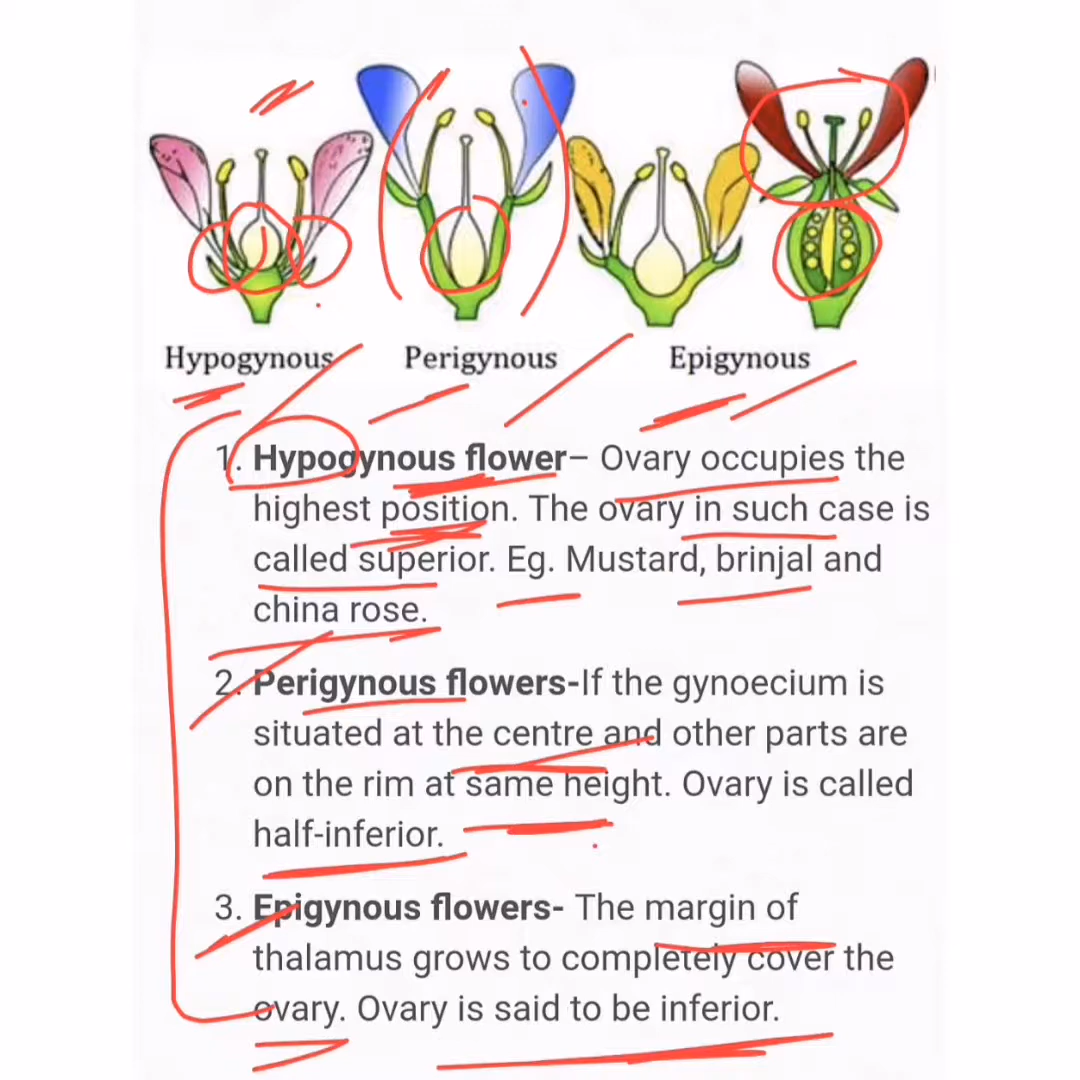 Hypogynous Perigynous Epigynous
1. Hypogynous flower– Ovary occupies the
highest position. The ovary in such case is
called superior. Eg. Mustard, brinjal and
china rose.
2. Perigynous flowers-If the gynoecium is
situated at the centre and other parts are
on the rim at same height. Ovary is called
half-inferior.
3. Epigynous flowers- The margin of
thalamus grows to completely cover the
ovary. Ovary is said to be inferior.